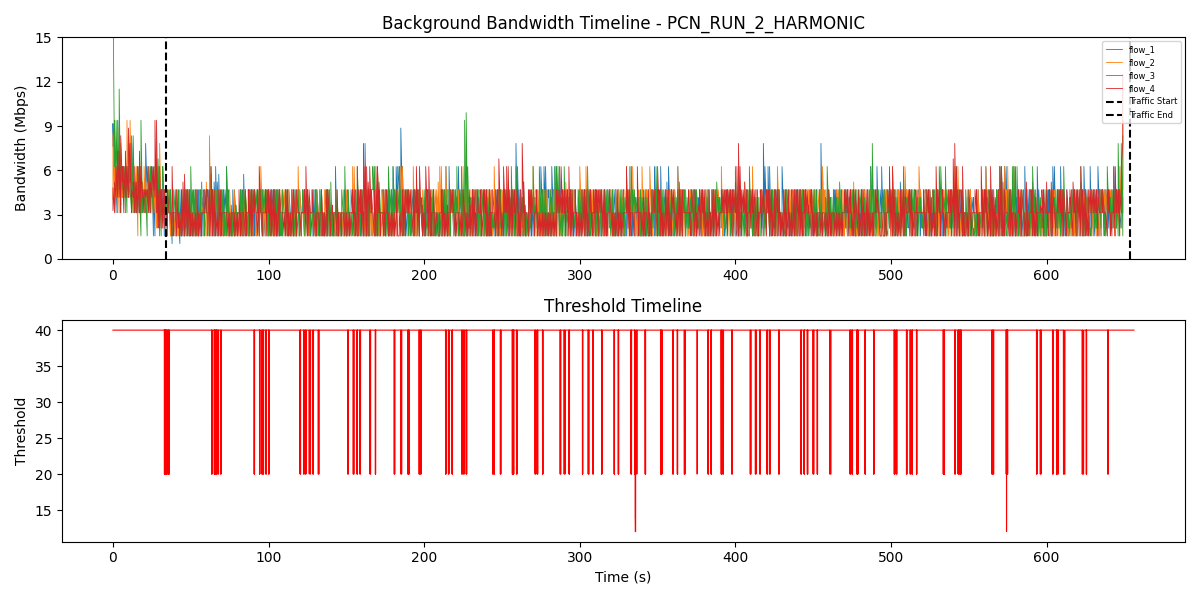 Background Bandwidth Timeline - PCN_RUN_2_HARMONIC
Bandwidth (Mbps)
15
12
9
6
3
0
flow_1
flow_2
flow_3
flow_4
Traffic Start
Traffic End
0 100 200 300 400 500 600
Threshold Timeline
Threshold
40
35
30
25
20
15
0 100 200 300 400 500 600
Time (s)